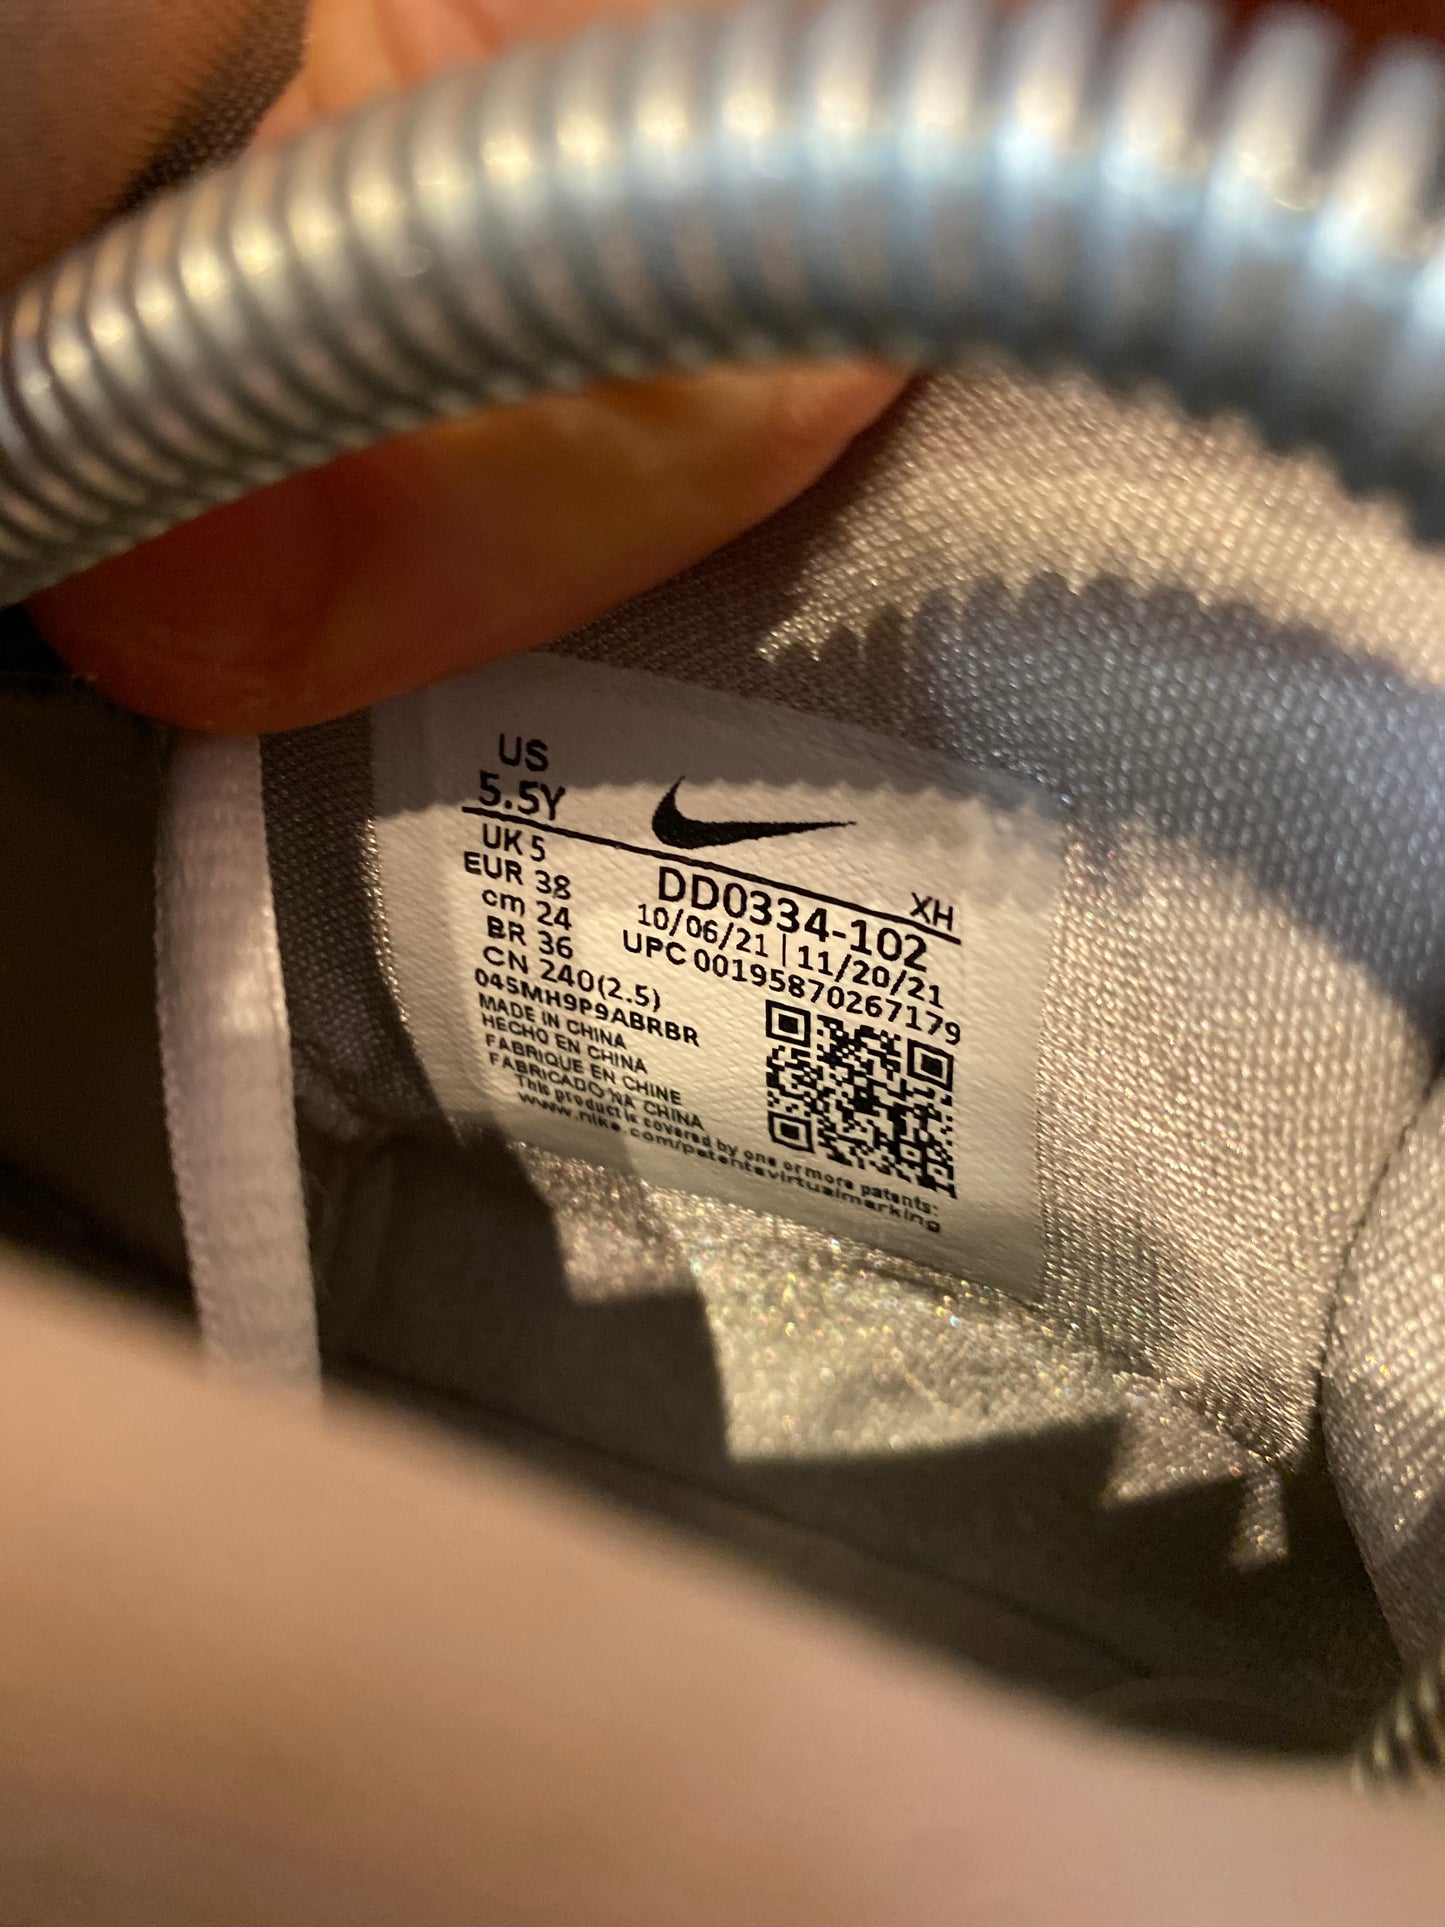 US
5.5Y
UK 5
EUR 38
cm 24
BR 36
CN 240(2.5)
045MH9P9ABRBR
MADE IN CHINA
HECHO EN CHINA
FABRIQUE EN CHINE
FABRICADO NA CHINA
XH
DD0334-102
10/06/21 | 11/20/21
UPC 00195870267179
This product is covered by one or more patents:
www.nike.com/patentsvirtualmarking